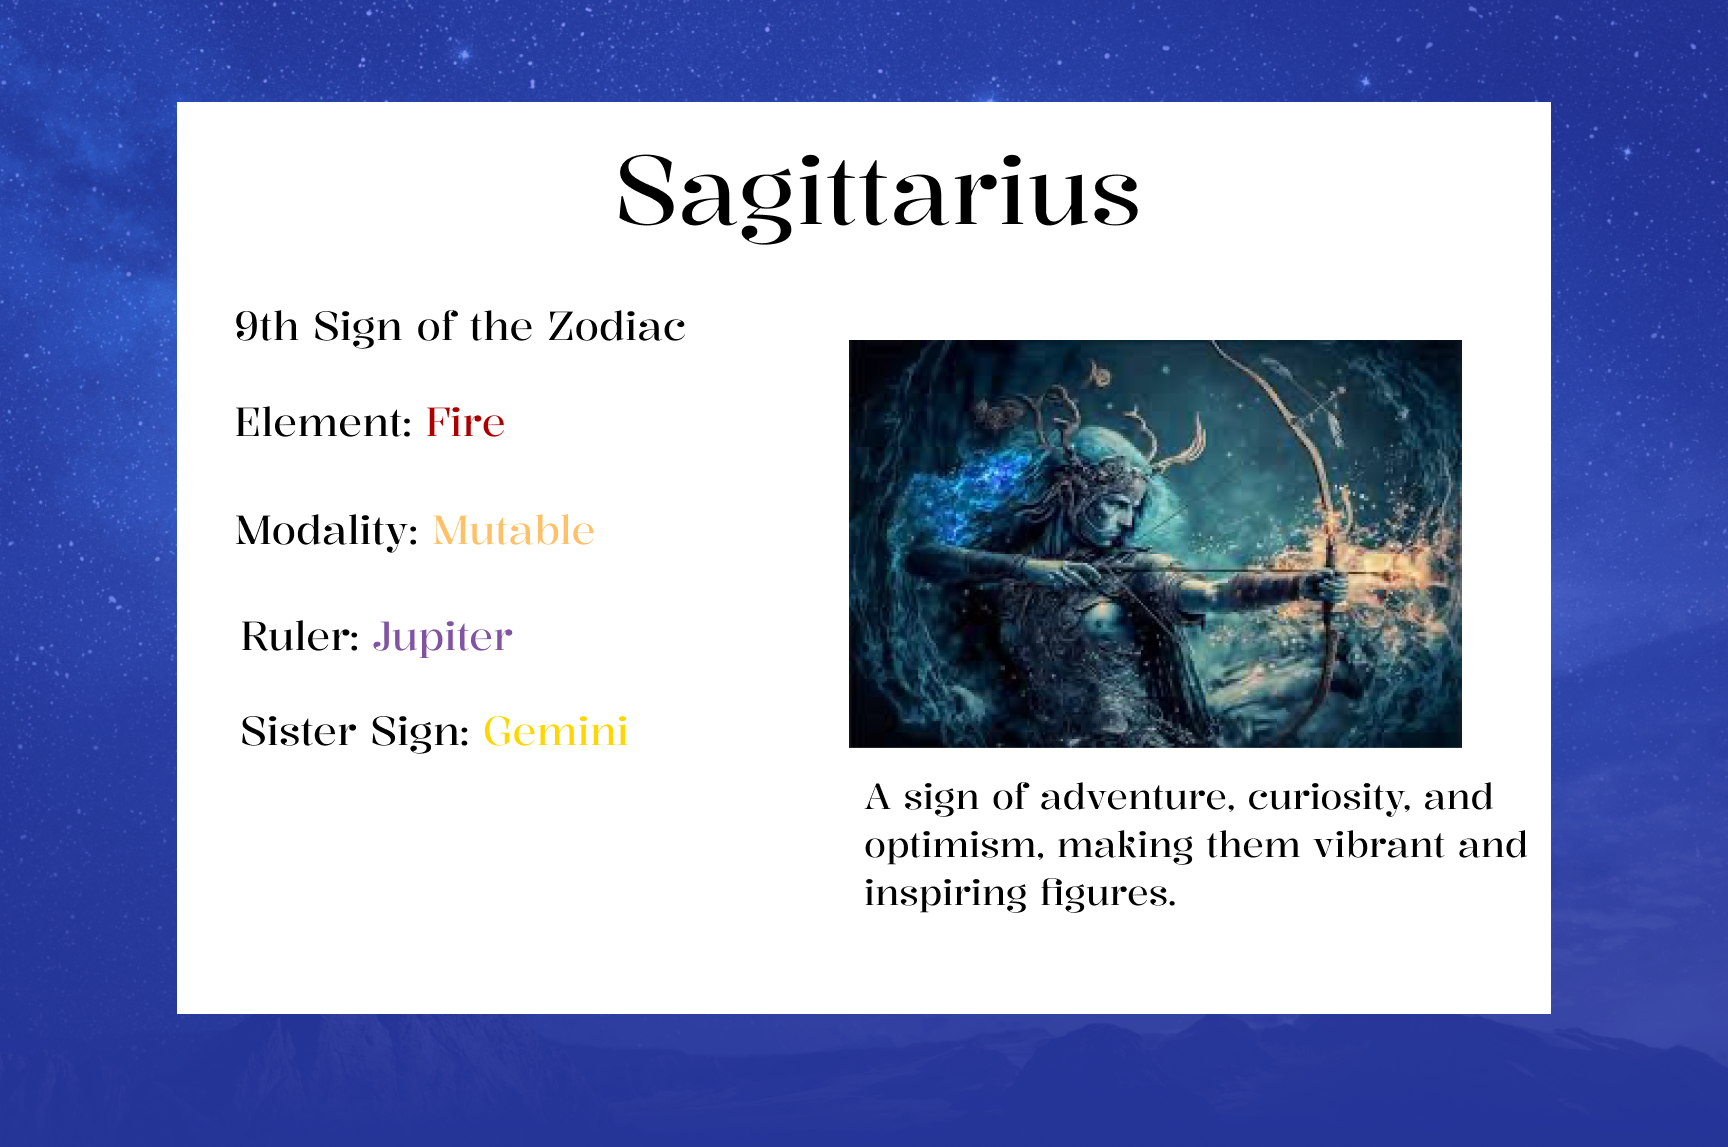 Sagittarius
9th Sign of the Zodiac
Element: Fire
Modality: Mutable
Ruler: Jupiter
Sister Sign: Gemini
A sign of adventure, curiosity, and
optimism, making them vibrant and
inspiring figures.